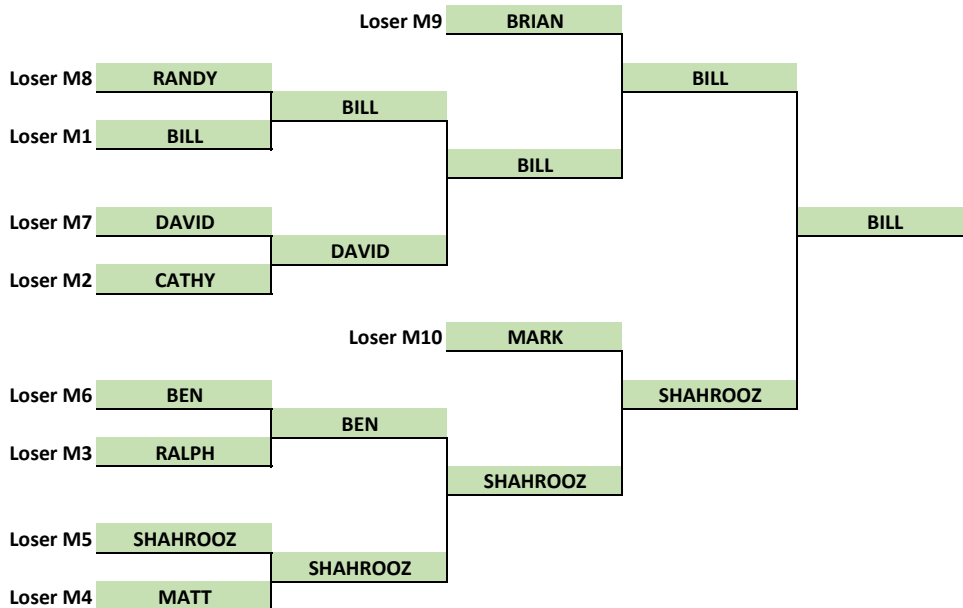 Loser M9 BRIAN
Loser M8 RANDY BILL
BILL
Loser M1 BILL
BILL
Loser M7 DAVID BILL
DAVID
Loser M2 CATHY
Loser M10 MARK
Loser M6 BEN SHAHROOZ
BEN
Loser M3 RALPH
SHAHROOZ
Loser M5 SHAHROOZ
SHAHROOZ
Loser M4 MATT